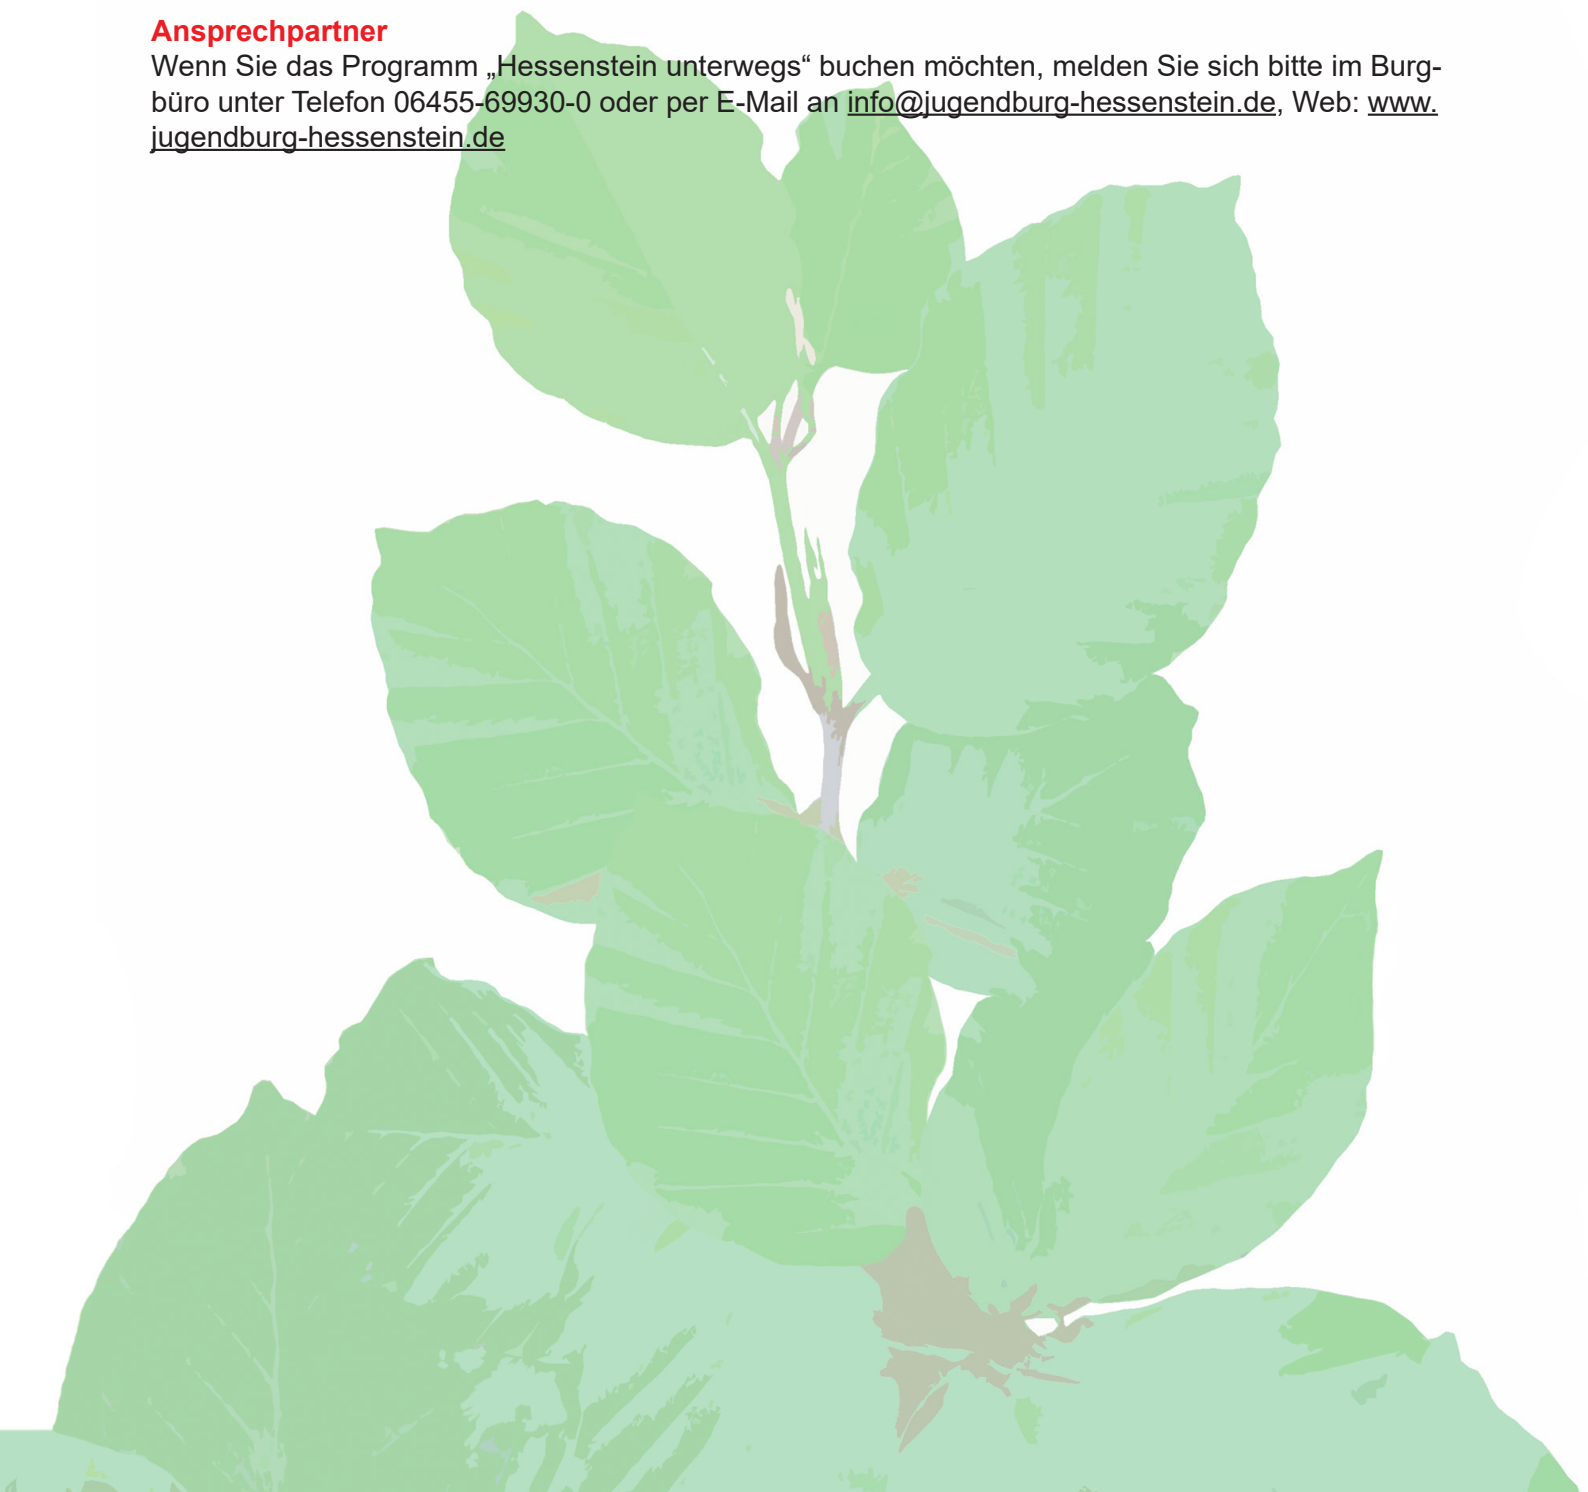 Ansprechpartner
Wenn Sie das Programm „Hessenstein unterwegs“ buchen möchten, melden Sie sich bitte im Burg-
büro unter Telefon 06455-69930-0 oder per E-Mail an info@jugendburg-hessenstein.de, Web: www.
jugendburg-hessenstein.de